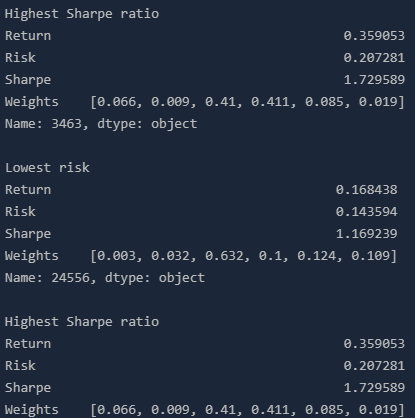 Highest Sharpe ratio
Return 0.359053
Risk 0.207281
Sharpe 1.729589
Weights [0.066, 0.009, 0.41, 0.411, 0.085, 0.019]
Name: 3463, dtype: object
Lowest risk
Return 0.168438
Risk 0.143594
Sharpe 1.169239
Weights [0.003, 0.032, 0.632, 0.1, 0.124, 0.109]
Name: 24556, dtype: object
Highest Sharpe ratio
Return 0.359053
Risk 0.207281
Sharpe 1.729589
Weights [0.066, 0.009, 0.41, 0.411, 0.085, 0.019]